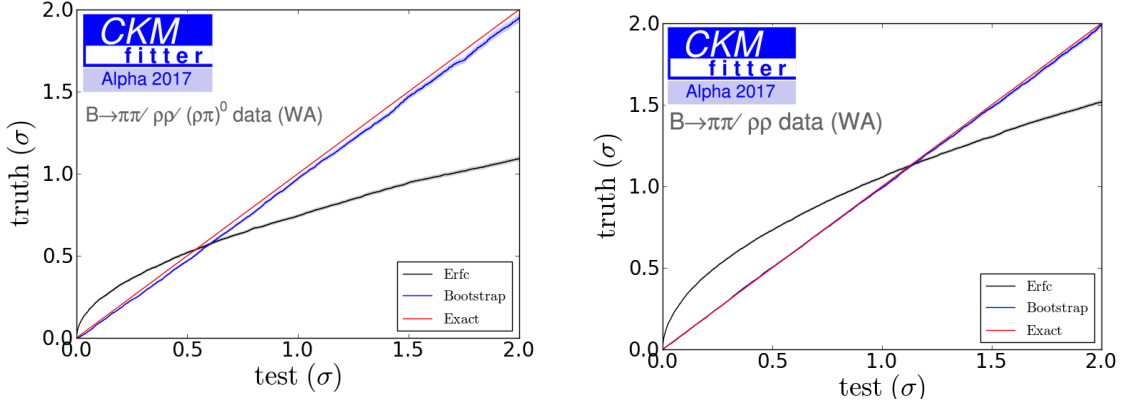 CKM
fitter
Alpha 2017
B→ππ/ ρρ/ (ρπ)⁰ data (WA)
truth (σ)
2.0
1.5
1.0
0.5
0.0
Erfc
Bootstrap
Exact
0.0 0.5 1.0 1.5 2.0
test (σ)
CKM
fitter
Alpha 2017
B→ππ/ ρρ data (WA)
truth (σ)
2.0
1.5
1.0
0.5
0.0
Erfc
Bootstrap
Exact
0.0 0.5 1.0 1.5 2.0
test (σ)